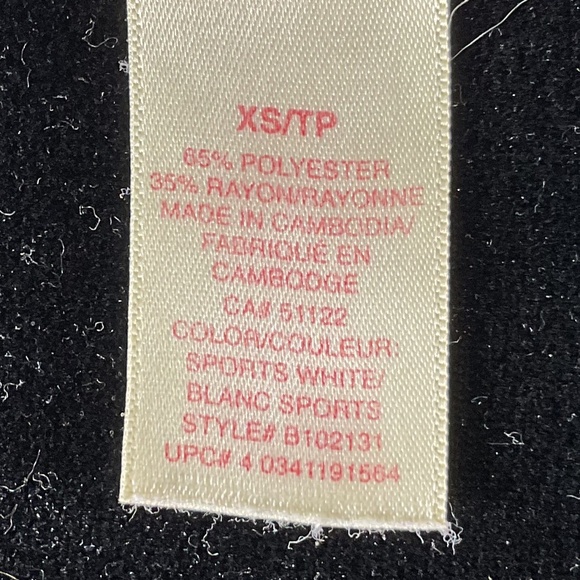 XS/TP
65% POLYESTER
35% RAYON/RAYONNE
MADE IN CAMBODIA/
FABRIQUÉ EN
CAMBODGE
CA# 51122
COLOR/COULEUR:
SPORTS WHITE/
BLANC SPORTS
STYLE# B102131
UPC# 4 0341191564